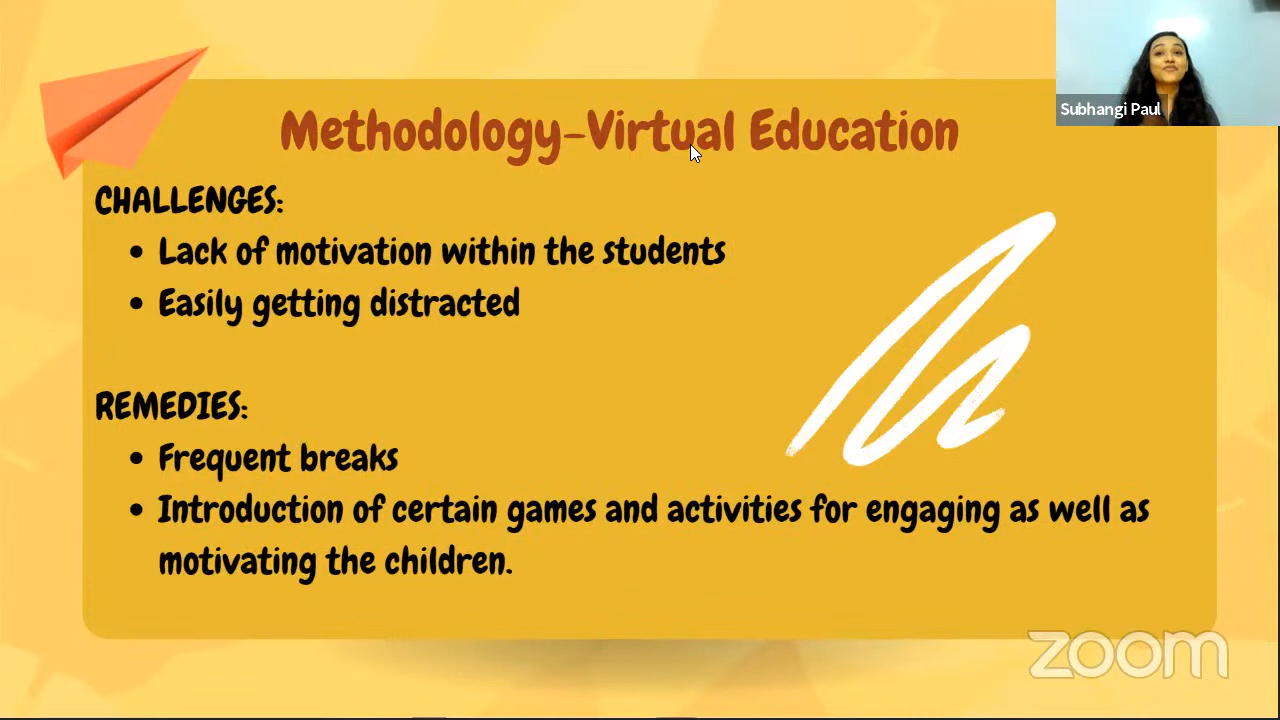 Subhangi Paul
Methodology-Virtual Education
CHALLENGES:
• Lack of motivation within the students
• Easily getting distracted
REMEDIES:
• Frequent breaks
• Introduction of certain games and activities for engaging as well as
motivating the children.
zoom